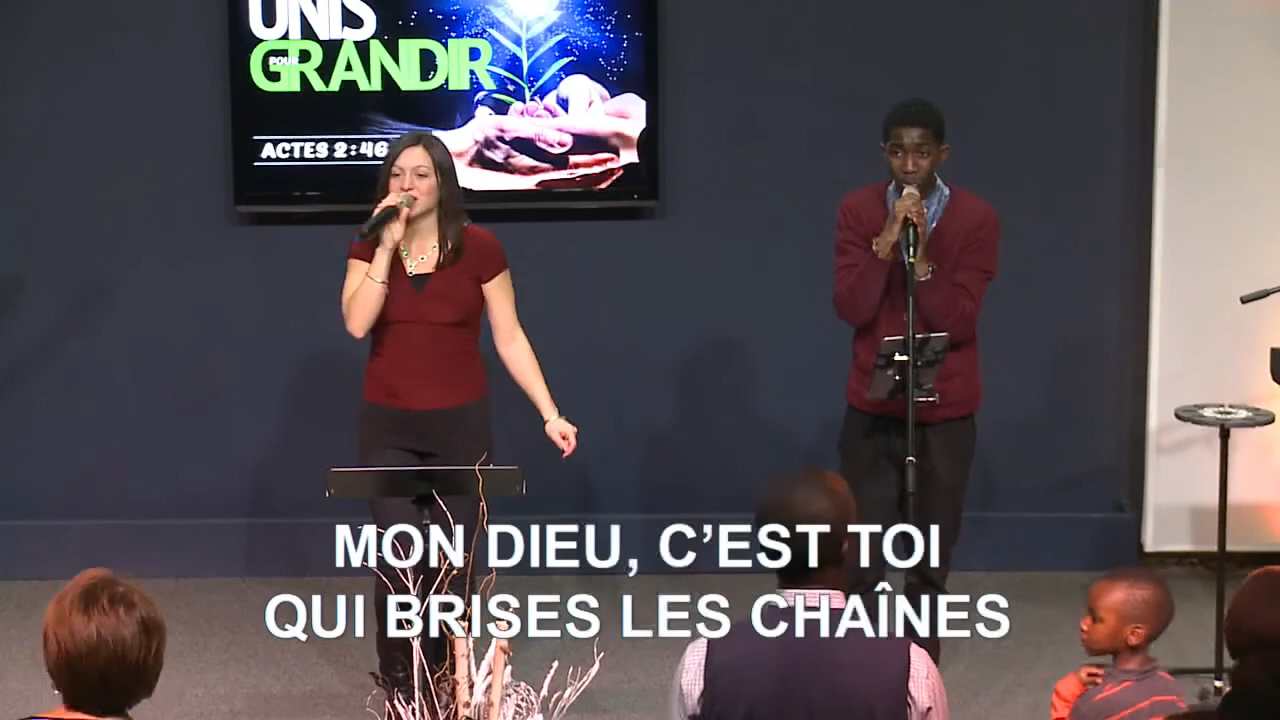 UNIS
POUR
GRANDIR
ACTES 2:46
MON DIEU, C'EST TOI
QUI BRISES LES CHAÎNES